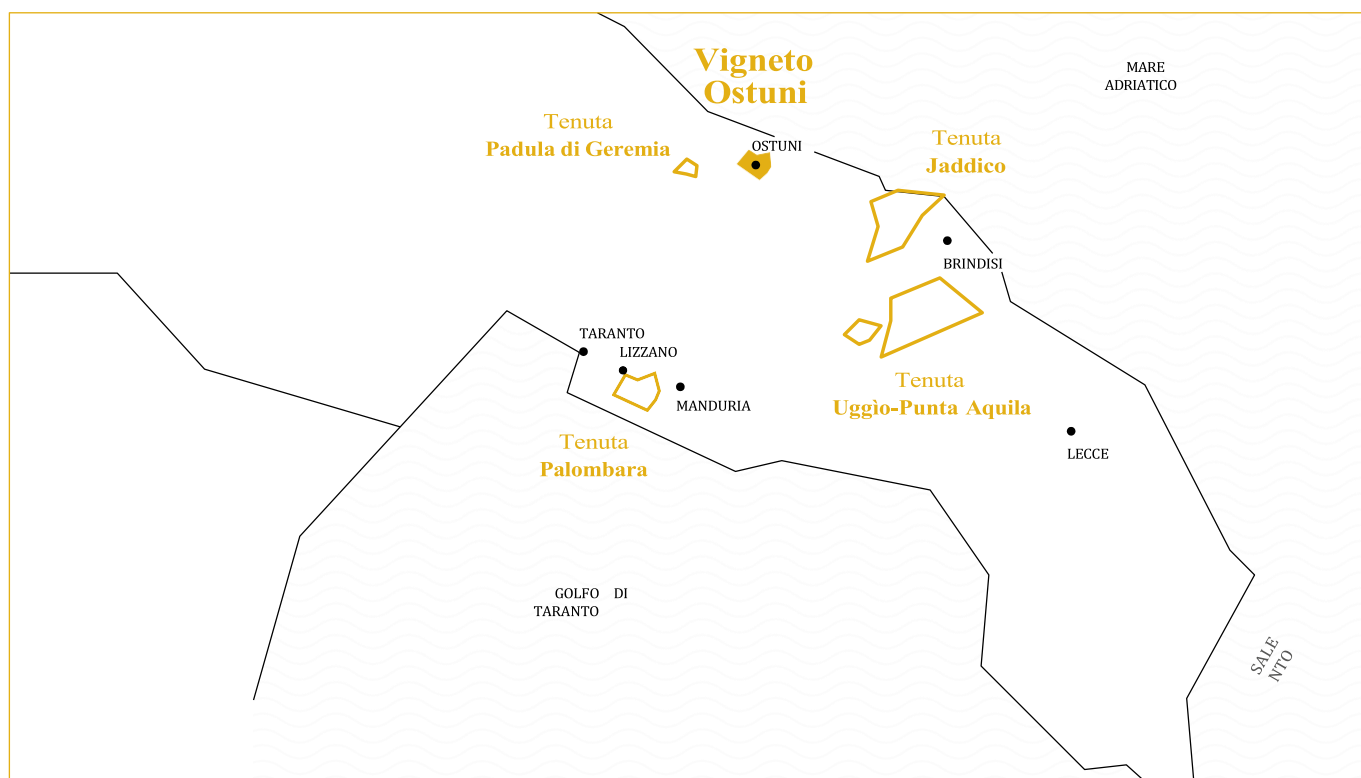 Vigneto
Ostuni
MARE
ADRIATICO
Tenuta
Padula di Geremia
OSTUNI
Tenuta
Jaddico
BRINDISI
TARANTO
LIZZANO
MANDURIA
Tenuta
Uggìo-Punta Aquila
Tenuta
Palombara
LECCE
GOLFO DI
TARANTO
SALE
NTO